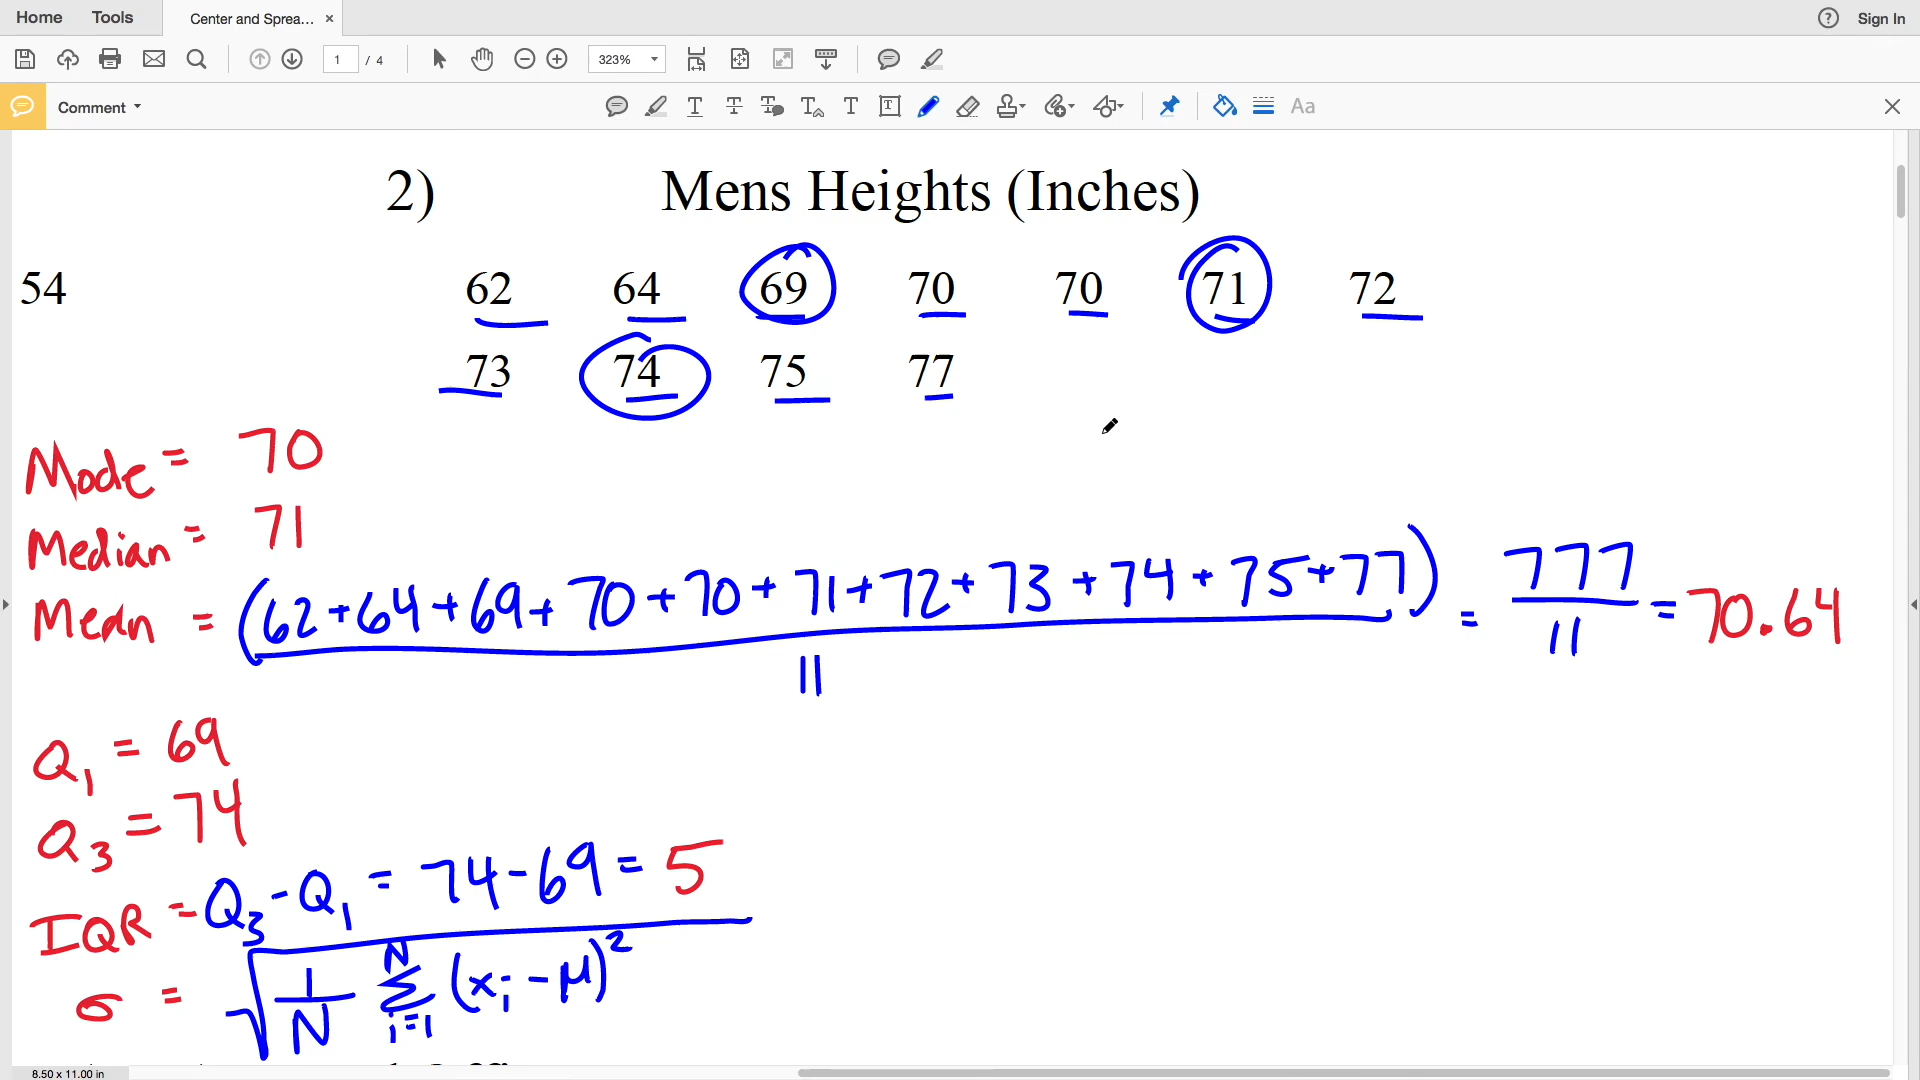 Home Tools Center and Sprea... × ? Sign In
1 / 4 323%
Comment T T T T T T Aa
2) Mens Heights (Inches)
54 62 64 69 70 70 71 72
73 74 75 77
Mode = 70
Median = 71
Mean = (62+64+69+70+70+71+72+73+74+75+77) / 11 = 777 / 11 = 70.64
Q₁ = 69
Q₃ = 74
IQR = Q₃ - Q₁ = 74 - 69 = 5
σ = √(1/N Σ i=1 N (xᵢ - μ)²)
8.50 x 11.00 in